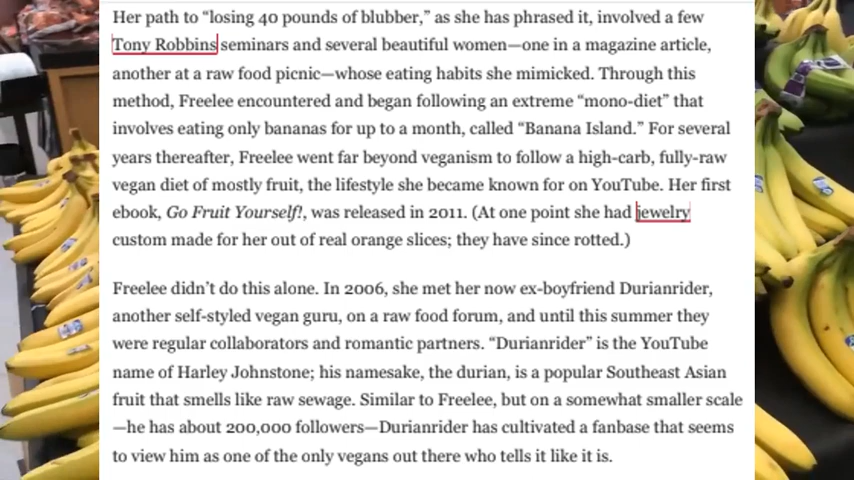 Her path to “losing 40 pounds of blubber,” as she has phrased it, involved a few
Tony Robbins seminars and several beautiful women—one in a magazine article,
another at a raw food picnic—whose eating habits she mimicked. Through this
method, Freelee encountered and began following an extreme “mono-diet” that
involves eating only bananas for up to a month, called “Banana Island.” For several
years thereafter, Freelee went far beyond veganism to follow a high-carb, fully-raw
vegan diet of mostly fruit, the lifestyle she became known for on YouTube. Her first
ebook, Go Fruit Yourself!, was released in 2011. (At one point she had jewelry
custom made for her out of real orange slices; they have since rotted.)
Freelee didn’t do this alone. In 2006, she met her now ex-boyfriend Durianrider,
another self-styled vegan guru, on a raw food forum, and until this summer they
were regular collaborators and romantic partners. “Durianrider” is the YouTube
name of Harley Johnstone; his namesake, the durian, is a popular Southeast Asian
fruit that smells like raw sewage. Similar to Freelee, but on a somewhat smaller scale
—he has about 200,000 followers—Durianrider has cultivated a fanbase that seems
to view him as one of the only vegans out there who tells it like it is.